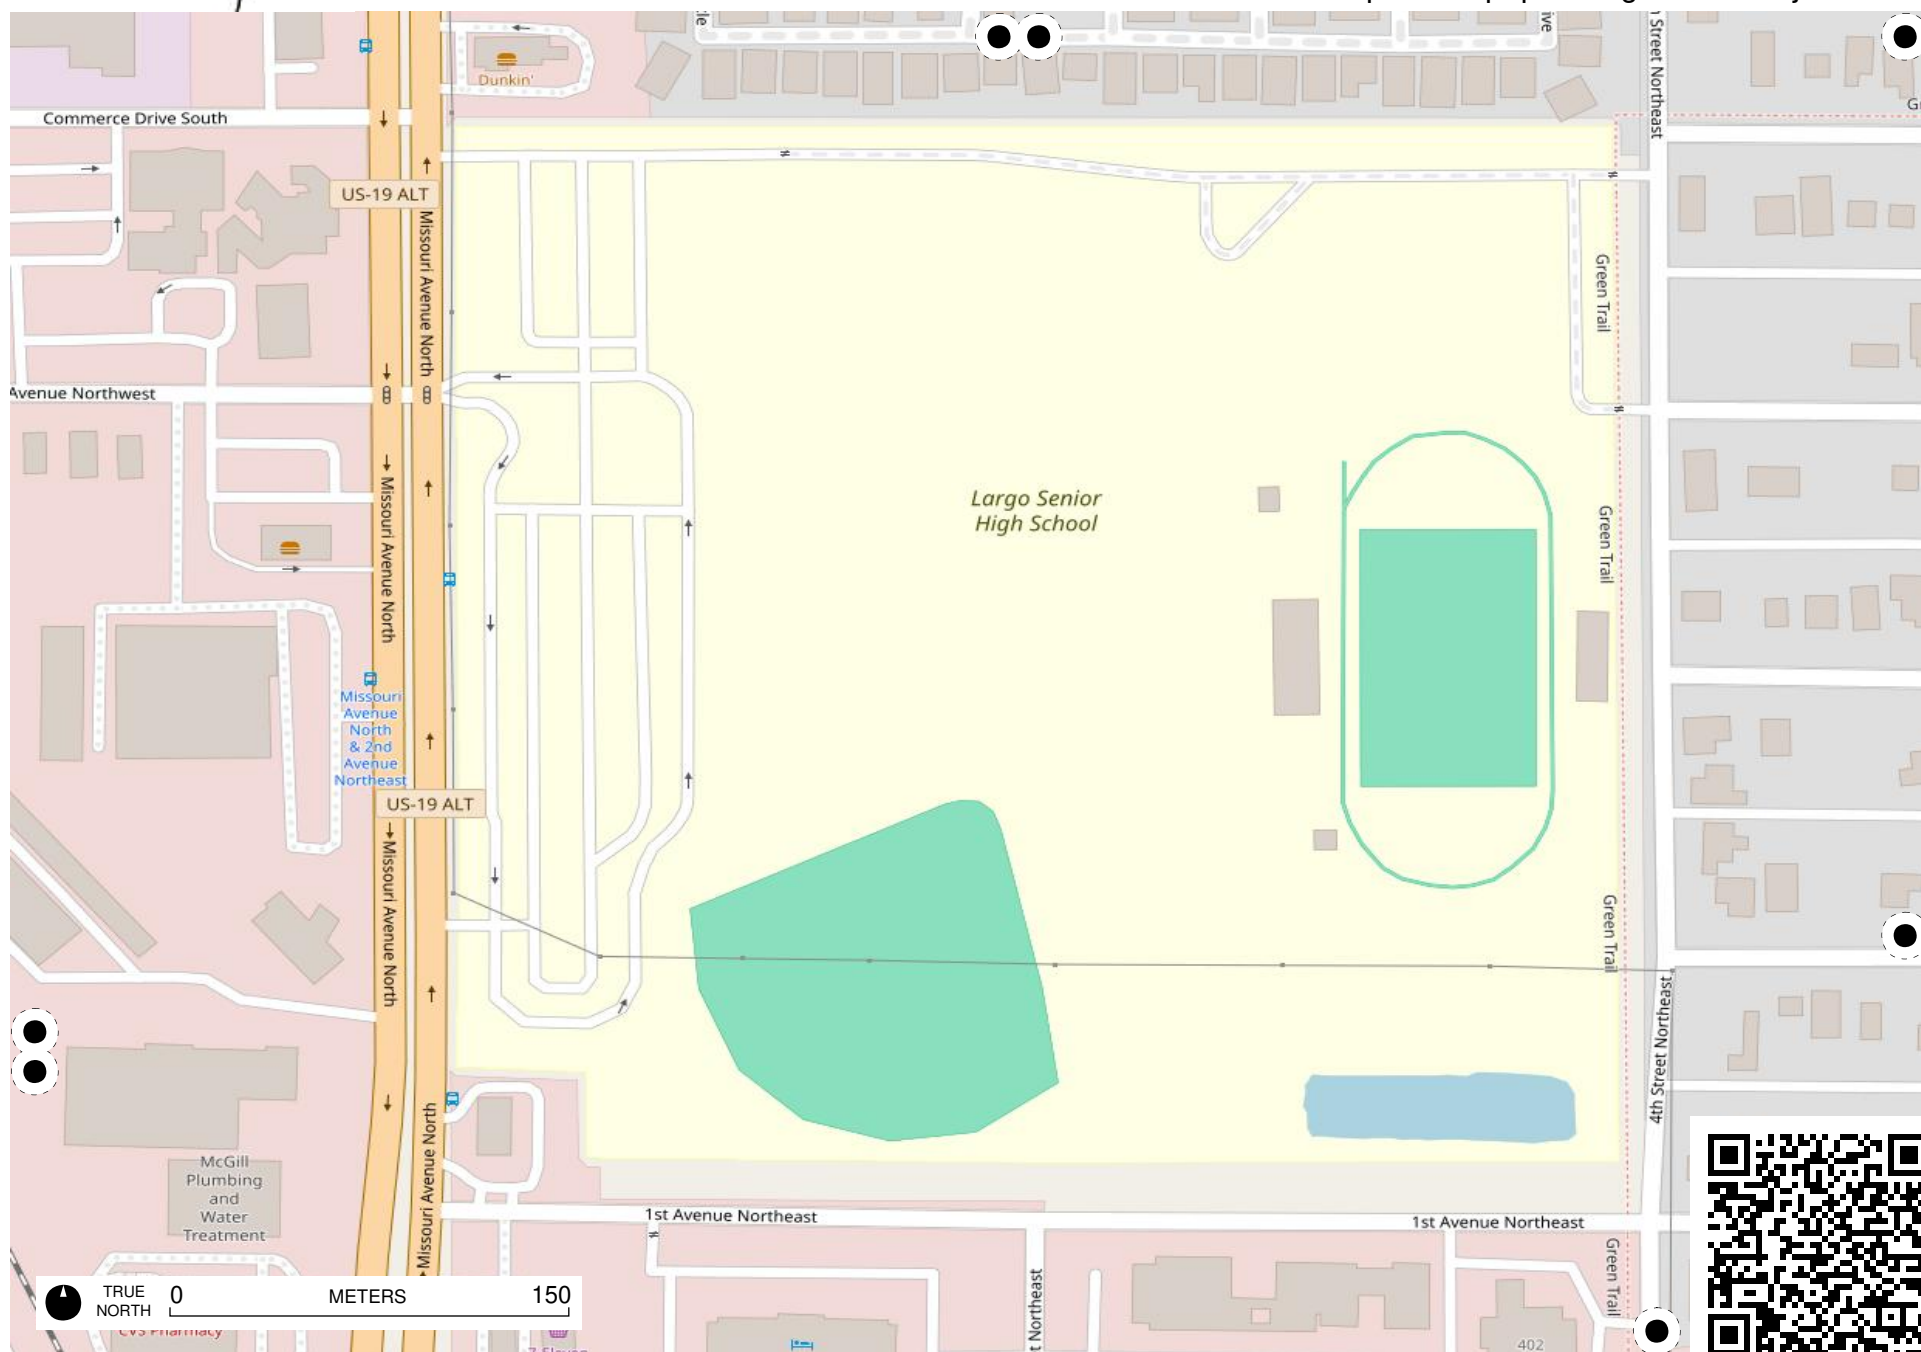 Dunkin'
Street Northeast
Commerce Drive South
US-19 ALT
Missouri Avenue North
Green Trail
Avenue Northwest
Missouri Avenue North
Largo Senior
High School
Green Trail
Missouri
Avenue
North
& 2nd
Avenue
Northeast
US-19 ALT
Missouri Avenue North
Green Trail
4th Street Northeast
McGill
Plumbing
and
Water
Treatment
Missouri Avenue North
1st Avenue Northeast
1st Avenue Northeast
Green Trail
Northeast
TRUE
NORTH
0
METERS
150
CVS Pharmacy
402